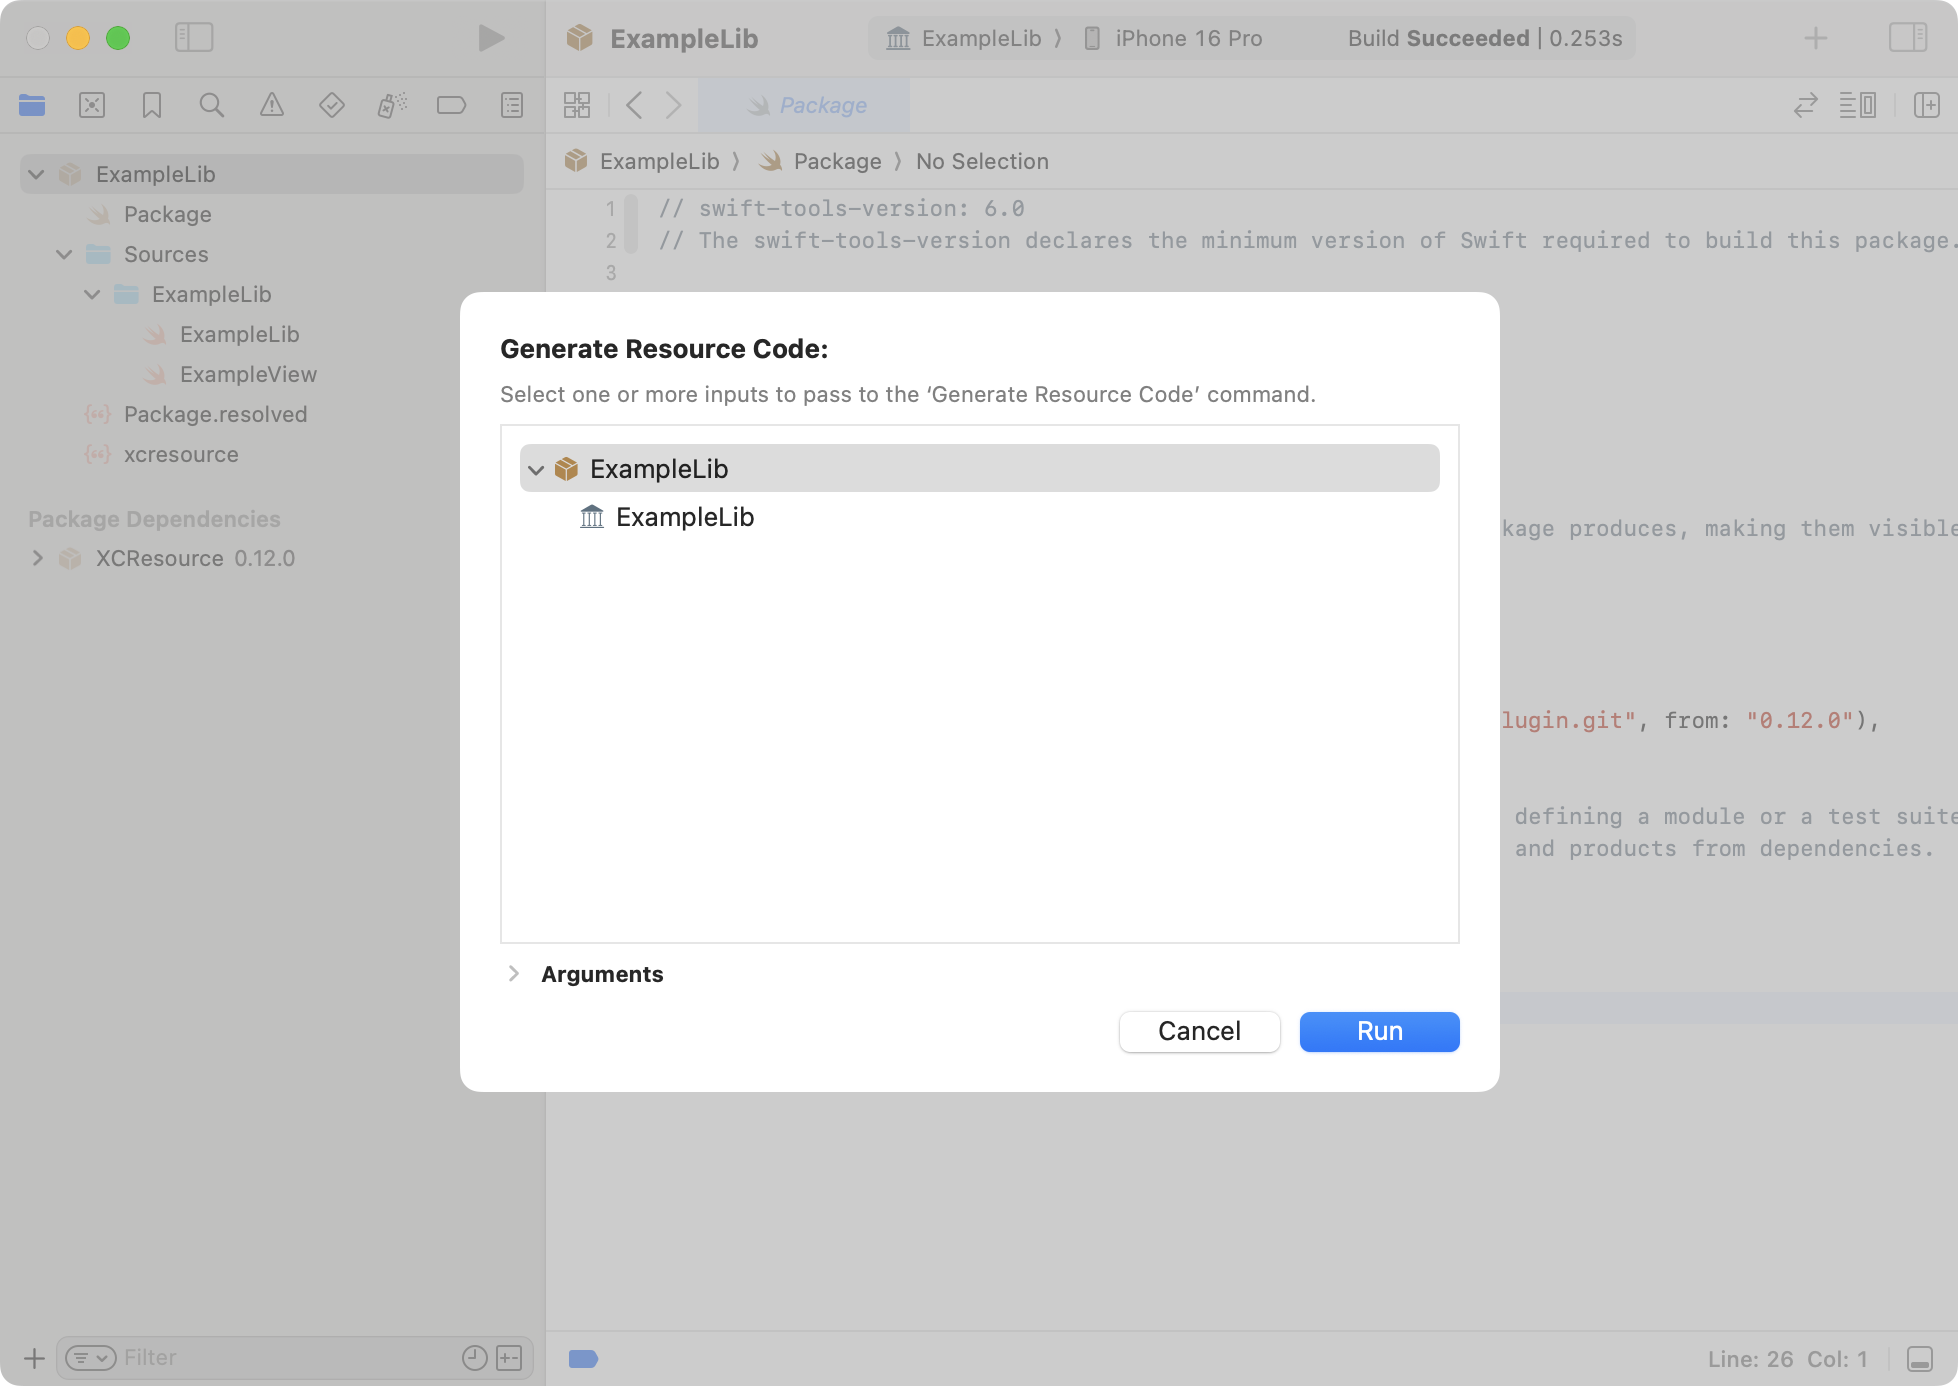 ExampleLib
ExampleLib ⟩ iPhone 16 Pro
Build Succeeded | 0.253s
Package
ExampleLib ⟩ Package ⟩ No Selection
ExampleLib
Package
Sources
ExampleLib
ExampleLib
ExampleView
Package.resolved
xcresource
Package Dependencies
XCResource 0.12.0
Filter
1 // swift-tools-version: 6.0
2 // The swift-tools-version declares the minimum version of Swift required to build this package.
3
kage produces, making them visible
lugin.git", from: "0.12.0"),
defining a module or a test suite
and products from dependencies.
Generate Resource Code:
Select one or more inputs to pass to the ‘Generate Resource Code’ command.
ExampleLib
ExampleLib
Arguments
Cancel
Run
Line: 26 Col: 1